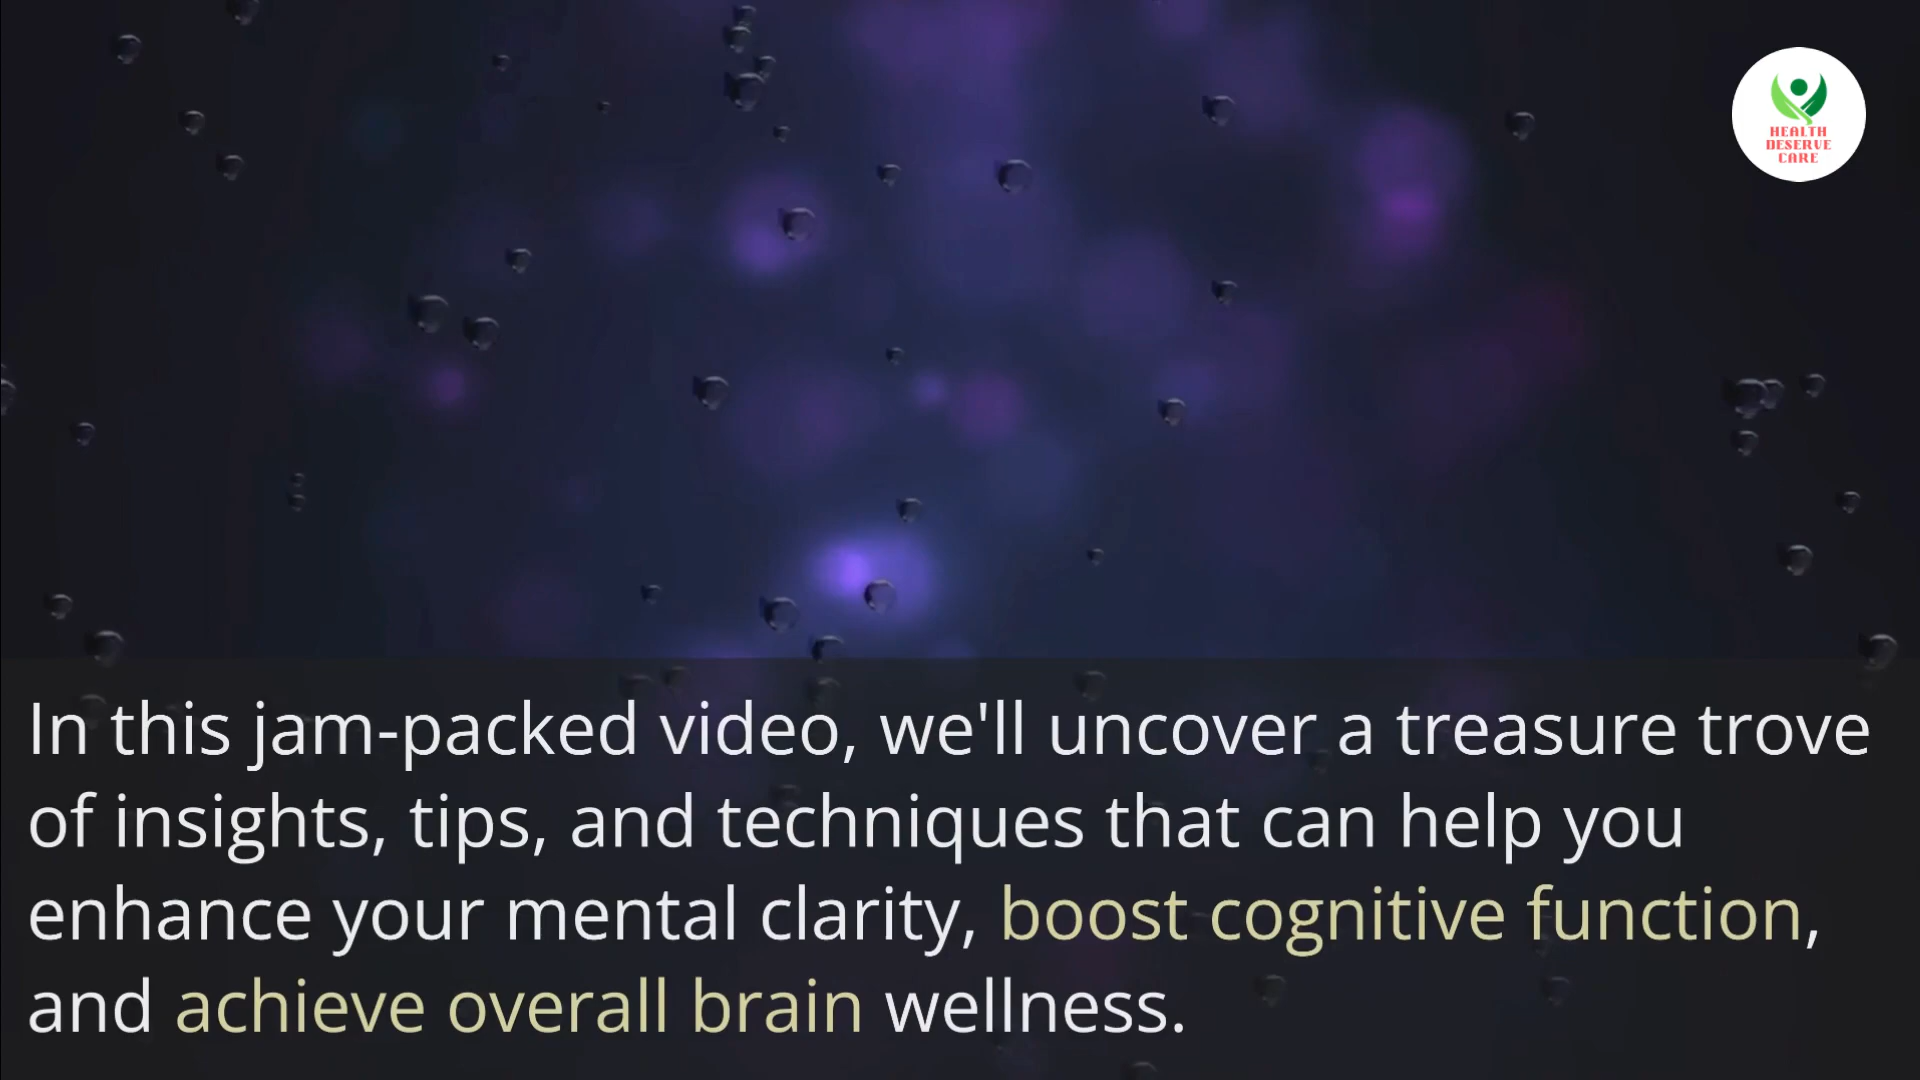 HEALTH
DESERVE
CARE
In this jam-packed video, we'll uncover a treasure trove
of insights, tips, and techniques that can help you
enhance your mental clarity, boost cognitive function,
and achieve overall brain wellness.